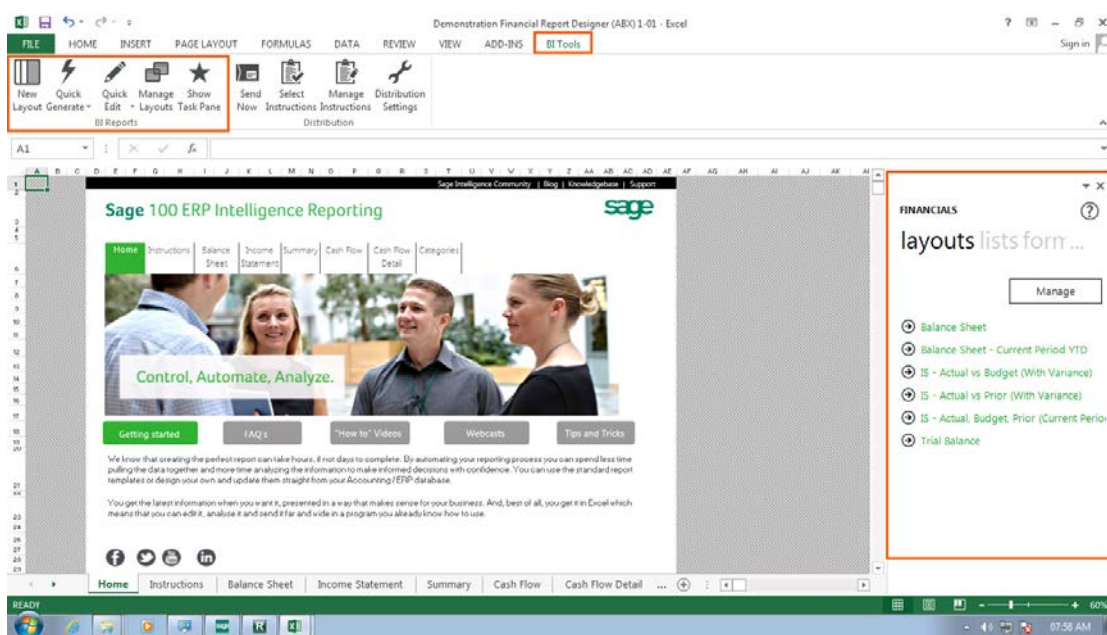 Demonstration Financial Report Designer (ABX) 1-01 - Excel
FILE HOME INSERT PAGE LAYOUT FORMULAS DATA REVIEW VIEW ADD-INS BI Tools Sign in
New Layout Quick Generate Quick Edit Manage Layouts Show Task Pane Send Now Select Instructions Manage Instructions Distribution Settings
BI Reports Distribution
A1 fx
A B C D E F G H I J K L M N O P Q R S T U V W X Y Z AA AB AC AD AE AF AG AH AI AJ AK
Sage Intelligence Community | Blog | Knowledgebase | Support
Sage 100 ERP Intelligence Reporting
sage
Home Instructions Balance Sheet Income Statement Summary Cash Flow Cash Flow Detail Categories
Control, Automate, Analyze.
Getting started FAQ's "How to" Videos Webcasts Tips and Tricks
We know that creating the perfect report can take hours, if not days to complete. By automating your reporting process you can spend less time
pulling the data together and more time analyzing the information to make informed decisions with confidence. You can use the standard report
templates or design your own and update them straight from your Accounting / ERP database.
You get the latest information when you want it, presented in a way that makes sense for your business. And, best of all, you get it in Excel which
means that you can edit it, analyse it and send it far and wide in a program you already know how to use.
FINANCIALS
layouts lists form ...
Manage
Balance Sheet
Balance Sheet - Current Period YTD
IS - Actual vs Budget (With Variance)
IS - Actual vs Prior (With Variance)
IS - Actual, Budget, Prior (Current Perio
Trial Balance
Home Instructions Balance Sheet Income Statement Summary Cash Flow Cash Flow Detail ...
READY 60%
07:58 AM